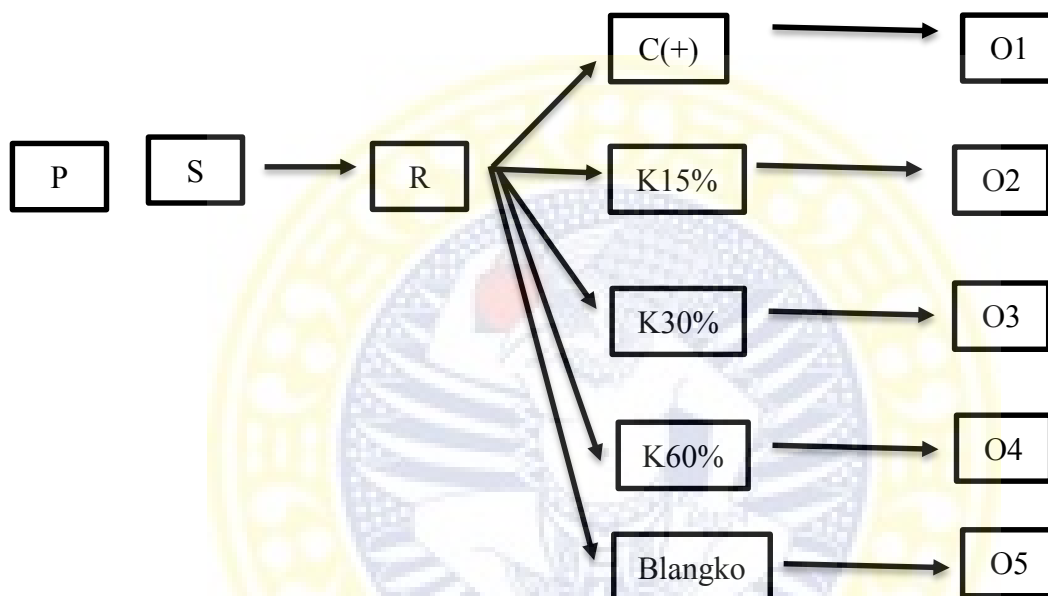 C(+) O1
P S R K15% O2
K30% O3
K60% O4
Blangko O5